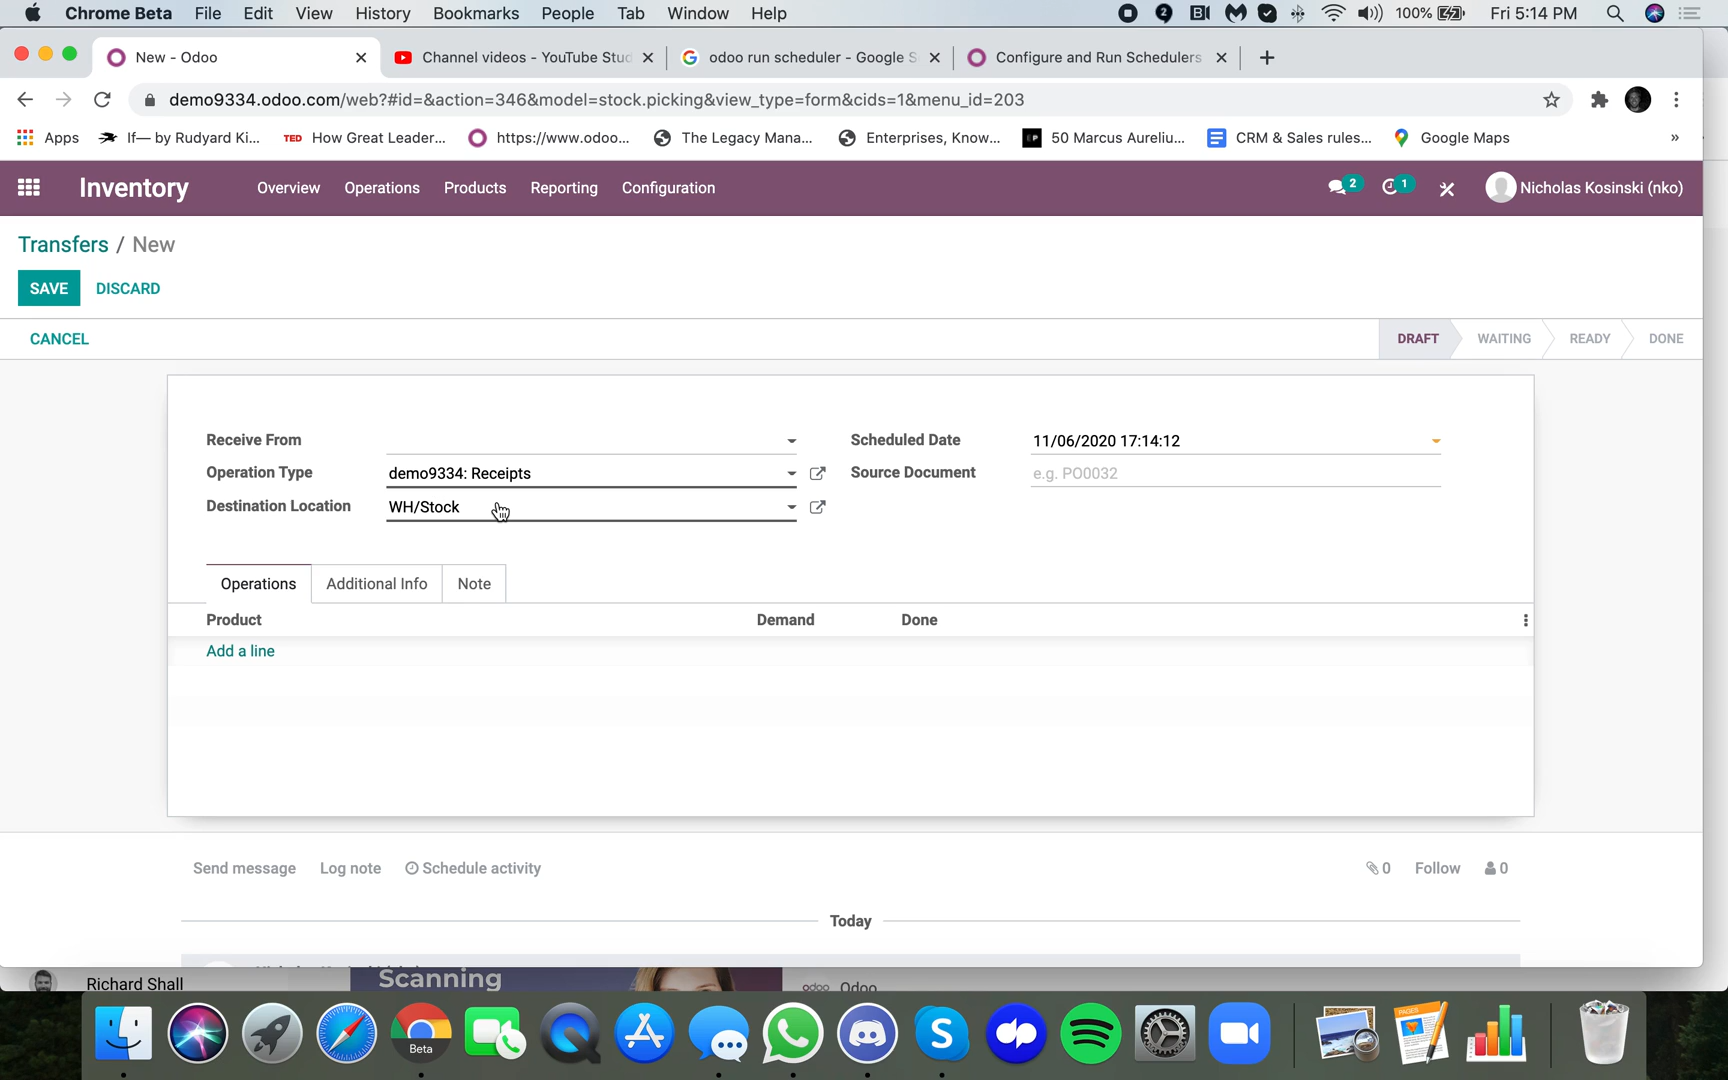 Chrome Beta File Edit View History Bookmarks People Tab Window Help 2 100% Fri 5:14 PM
New - Odoo Channel videos - YouTube Stud odoo run scheduler - Google S Configure and Run Schedulers
demo9334.odoo.com/web?#id=&action=346&model=stock.picking&view_type=form&cids=1&menu_id=203
Apps If— by Rudyard Ki... TED How Great Leader... https://www.odoo... The Legacy Mana... Enterprises, Know... 50 Marcus Aureliu... CRM & Sales rules... Google Maps »
Inventory Overview Operations Products Reporting Configuration 2 1 Nicholas Kosinski (nko)
Transfers / New
SAVE DISCARD
CANCEL DRAFT WAITING READY DONE
Receive From Scheduled Date 11/06/2020 17:14:12
Operation Type demo9334: Receipts Source Document e.g. PO0032
Destination Location WH/Stock
Operations Additional Info Note
Product Demand Done
Add a line
Send message Log note Schedule activity 0 Follow 0
Today
Richard Shall Scanning odoo Odoo
Beta
PAGES